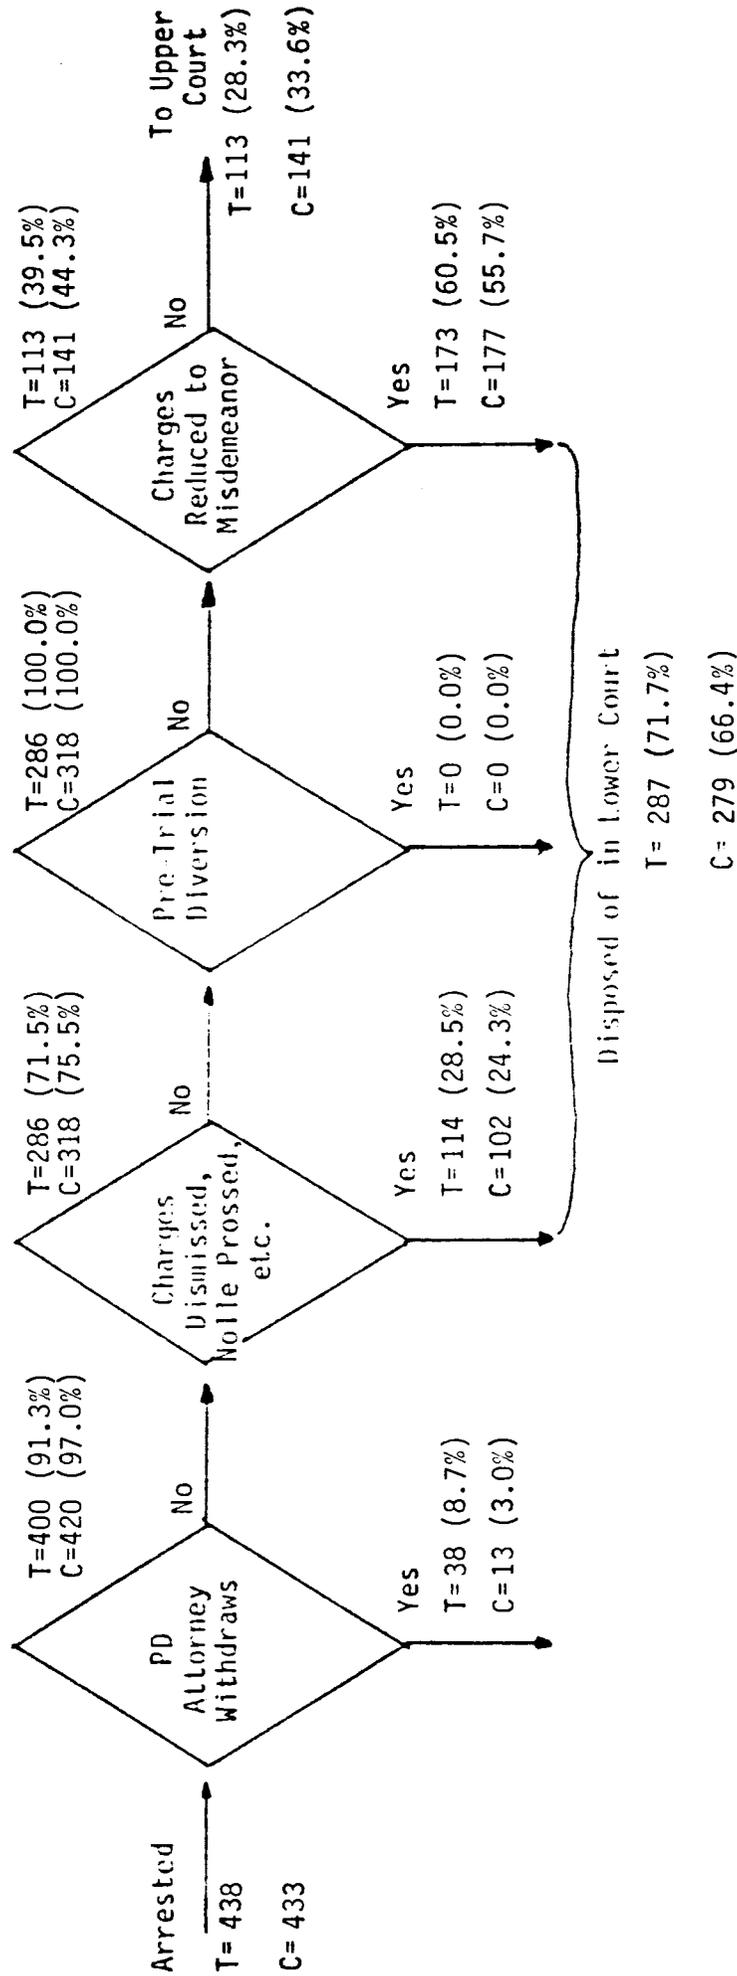 Arrested
T=438
C=433
PD
Attorney
Withdraws
No
T=400 (91.3%)
C=420 (97.0%)
Yes
T=38 (8.7%)
C=13 (3.0%)
Charges
Dismissed,
Nolle Prossed,
etc.
No
T=286 (71.5%)
C=318 (75.5%)
Yes
T=114 (28.5%)
C=102 (24.3%)
Pre-Trial
Diversion
No
T=286 (100.0%)
C=318 (100.0%)
Yes
T=0 (0.0%)
C=0 (0.0%)
Charges
Reduced to
Misdemeanor
No
T=113 (39.5%)
C=141 (44.3%)
Yes
T=173 (60.5%)
C=177 (55.7%)
To Upper
Court
T=113 (28.3%)
C=141 (33.6%)
Disposed of in Lower Court
T= 287 (71.7%)
C= 279 (66.4%)